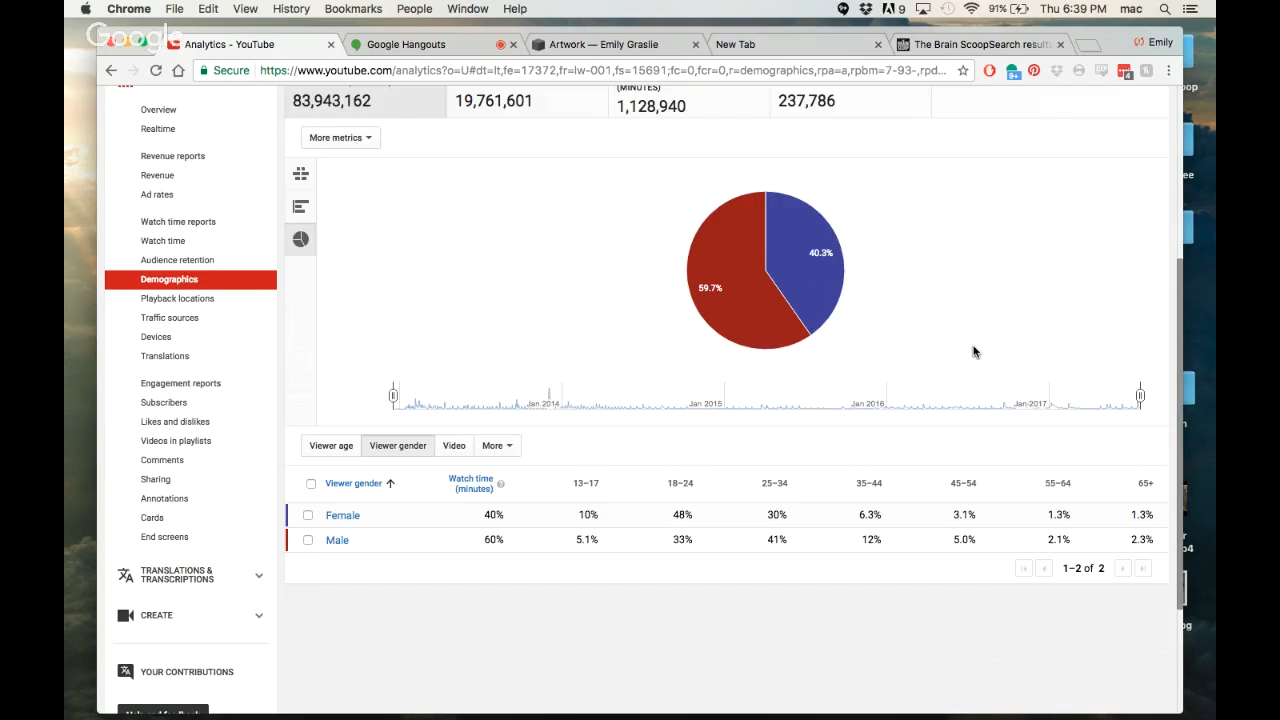 Chrome File Edit View History Bookmarks People Window Help 9 91% Thu 6:39 PM mac
Google
Analytics - YouTube
Google Hangouts
Artwork — Emily Graslie
New Tab
The Brain ScoopSearch results
Emily
Secure https://www.youtube.com/analytics?o=U#dt=lt,fe=17372,fr=lw-001,fs=15691;fc=0,fcr=0,r=demographics,rpa=a,rpbm=7-93-,rpd...
9+
4
(MINUTES)
83,943,162 19,761,601 1,128,940 237,786
Overview
Realtime
Revenue reports
Revenue
Ad rates
Watch time reports
Watch time
Audience retention
Demographics
Playback locations
Traffic sources
Devices
Translations
Engagement reports
Subscribers
Likes and dislikes
Videos in playlists
Comments
Sharing
Annotations
Cards
End screens
TRANSLATIONS &
TRANSCRIPTIONS
CREATE
YOUR CONTRIBUTIONS
More metrics
40.3%
59.7%
Jan 2014 Jan 2015 Jan 2016 Jan 2017
Viewer age Viewer gender Video More
Viewer gender Watch time (minutes) 13–17 18–24 25–34 35–44 45–54 55–64 65+
Female 40% 10% 48% 30% 6.3% 3.1% 1.3% 1.3%
Male 60% 5.1% 33% 41% 12% 5.0% 2.1% 2.3%
1–2 of 2